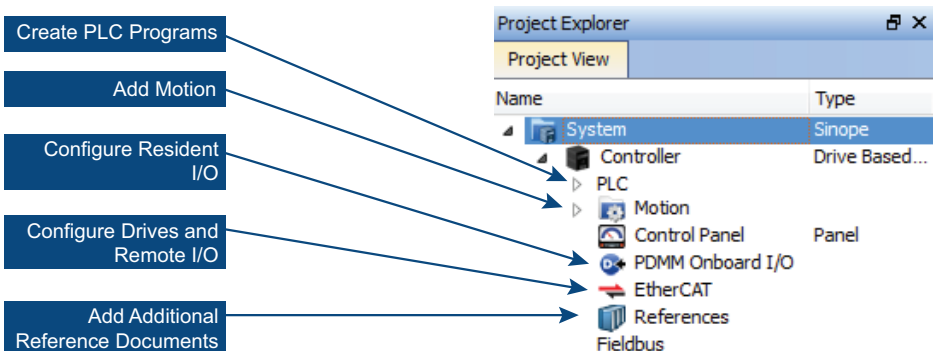 Create PLC Programs
Add Motion
Configure Resident
I/O
Configure Drives and
Remote I/O
Add Additional
Reference Documents
Project Explorer
Project View
Name Type
System Sinope
Controller Drive Based...
PLC
Motion
Control Panel Panel
PDMM Onboard I/O
EtherCAT
References
Fieldbus